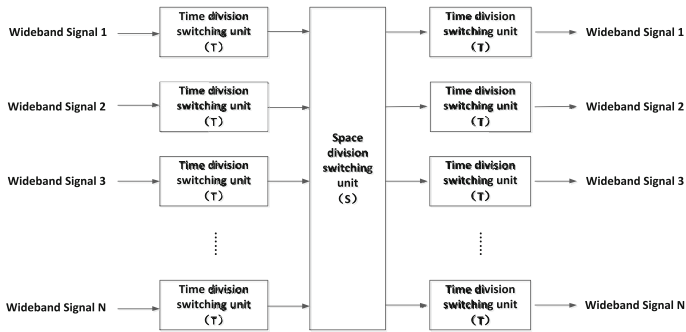 Wideband Signal 1
Time division
switching unit
(T)
Time division
switching unit
(T)
Wideband Signal 1
Wideband Signal 2
Time division
switching unit
(T)
Time division
switching unit
(T)
Wideband Signal 2
Space
division
switching
unit
(S)
Wideband Signal 3
Time division
switching unit
(T)
Time division
switching unit
(T)
Wideband Signal 3
Wideband Signal N
Time division
switching unit
(T)
Time division
switching unit
(T)
Wideband Signal N